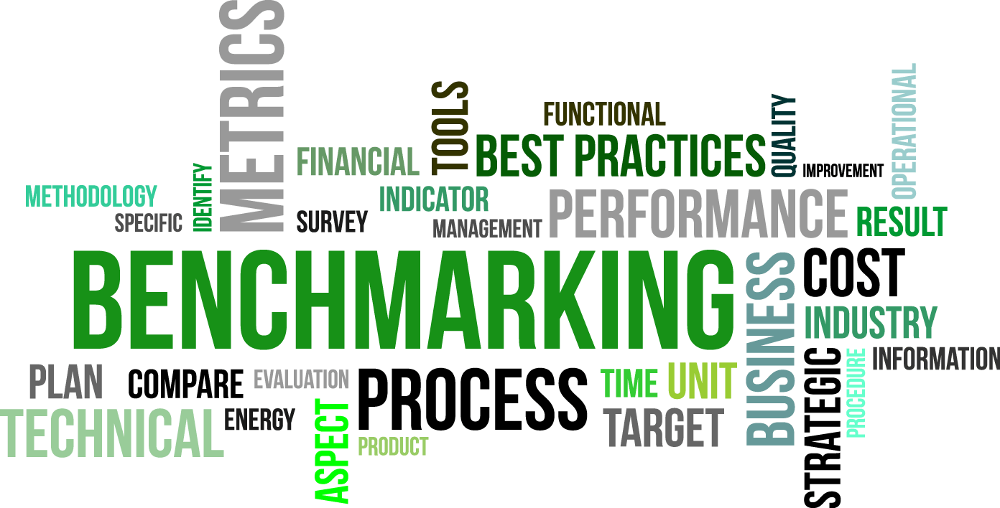 METRICS
OPERATIONAL
TOOLS
FUNCTIONAL
QUALITY
BEST PRACTICES
FINANCIAL
IDENTIFY
IMPROVEMENT
METHODOLOGY
INDICATOR
PERFORMANCE
SPECIFIC
SURVEY
MANAGEMENT
RESULT
BENCHMARKING
BUSINESS
COST
INDUSTRY
STRATEGIC
PROCEDURE
INFORMATION
PLAN
COMPARE
EVALUATION
PROCESS
TIME
UNIT
TECHNICAL
ENERGY
ASPECT
TARGET
PRODUCT